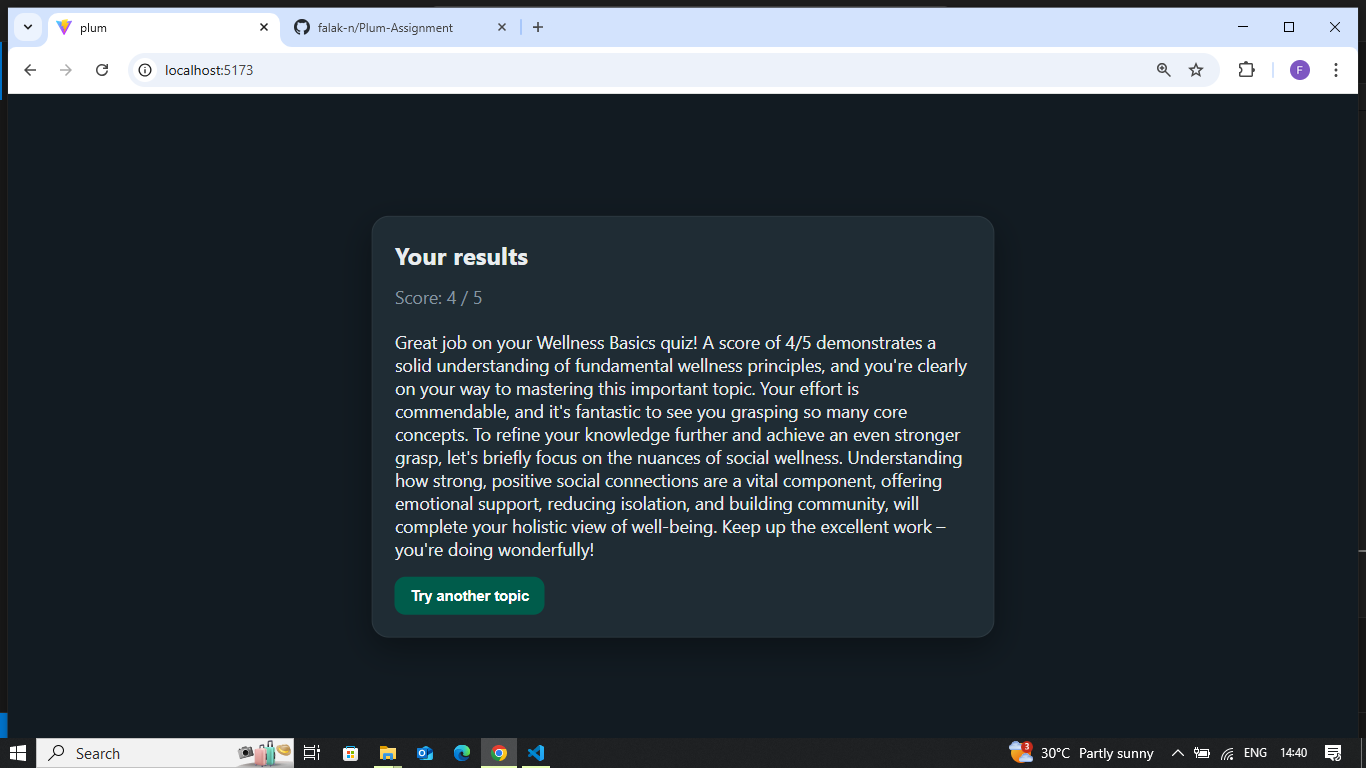 plum
falak-n/Plum-Assignment
localhost:5173
F
Your results
Score: 4 / 5
Great job on your Wellness Basics quiz! A score of 4/5 demonstrates a
solid understanding of fundamental wellness principles, and you're clearly
on your way to mastering this important topic. Your effort is
commendable, and it's fantastic to see you grasping so many core
concepts. To refine your knowledge further and achieve an even stronger
grasp, let's briefly focus on the nuances of social wellness. Understanding
how strong, positive social connections are a vital component, offering
emotional support, reducing isolation, and building community, will
complete your holistic view of well-being. Keep up the excellent work –
you're doing wonderfully!
Try another topic
Search
3
30°C Partly sunny
ENG
14:40